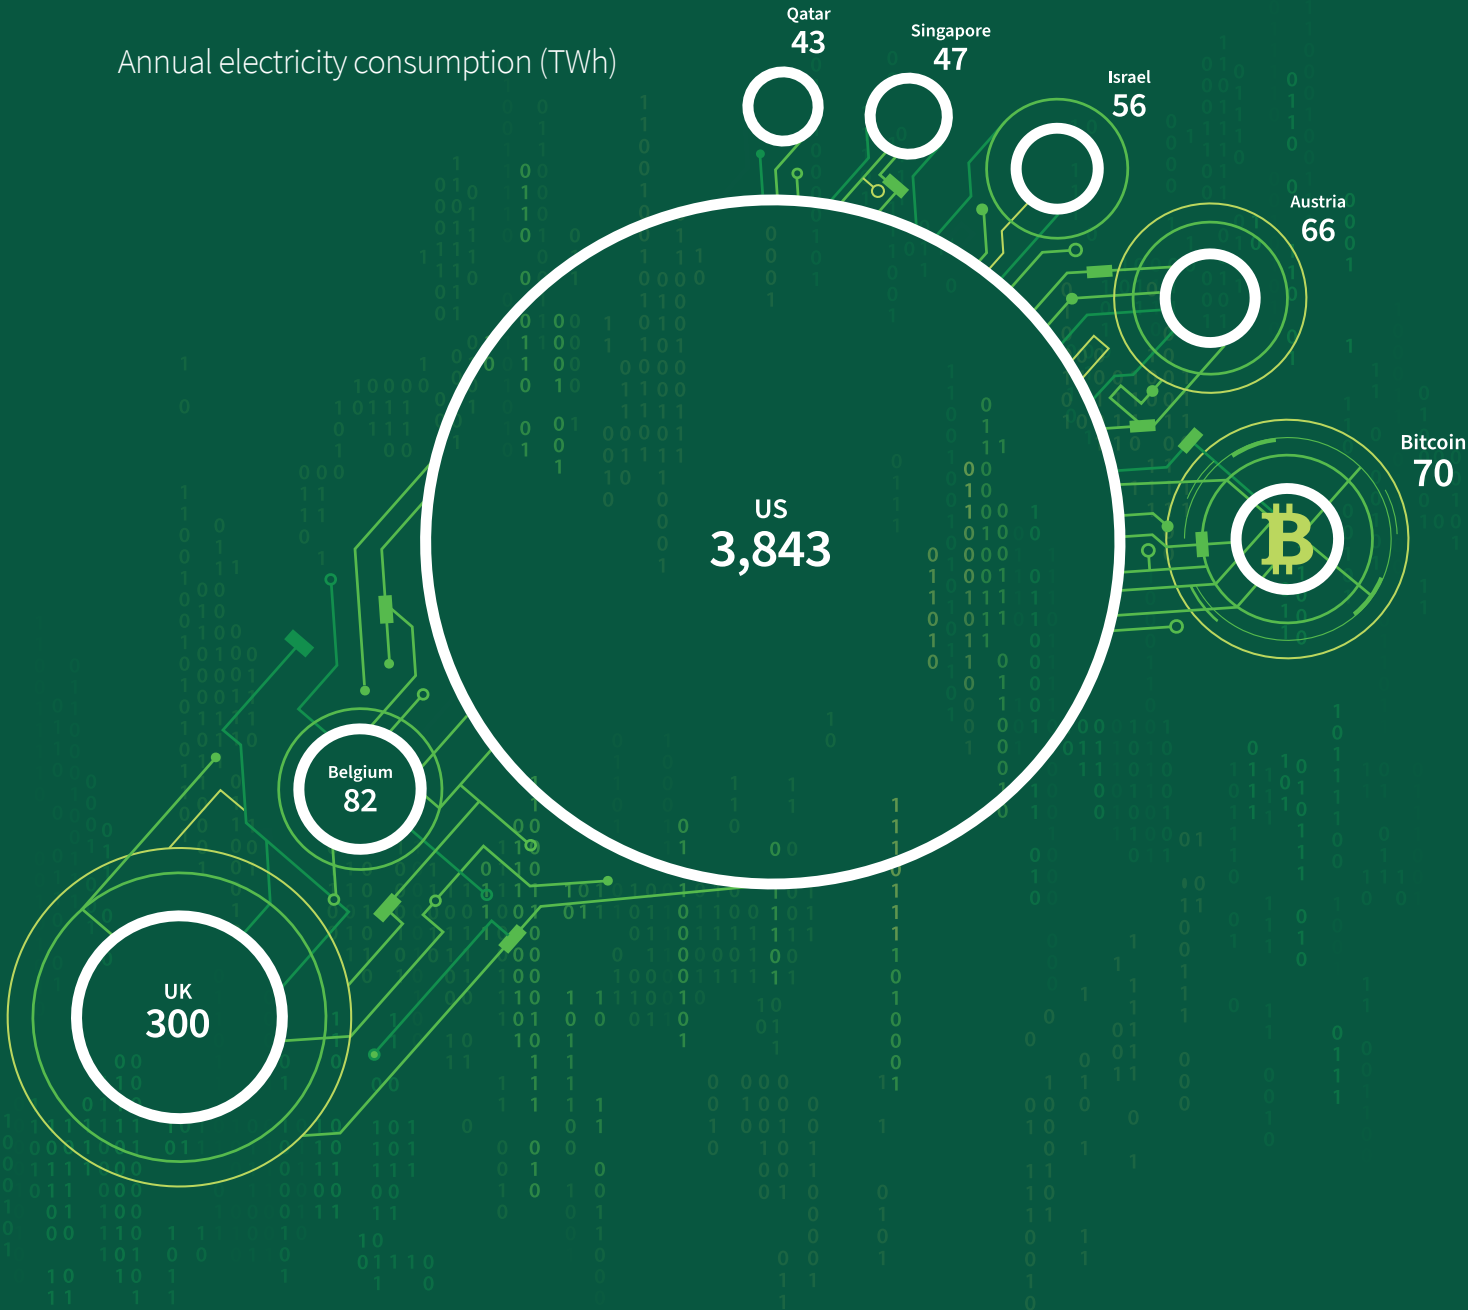 Annual electricity consumption (TWh)
Qatar
43
Singapore
47
Israel
56
Austria
66
Bitcoin
70
US
3,843
Belgium
82
UK
300